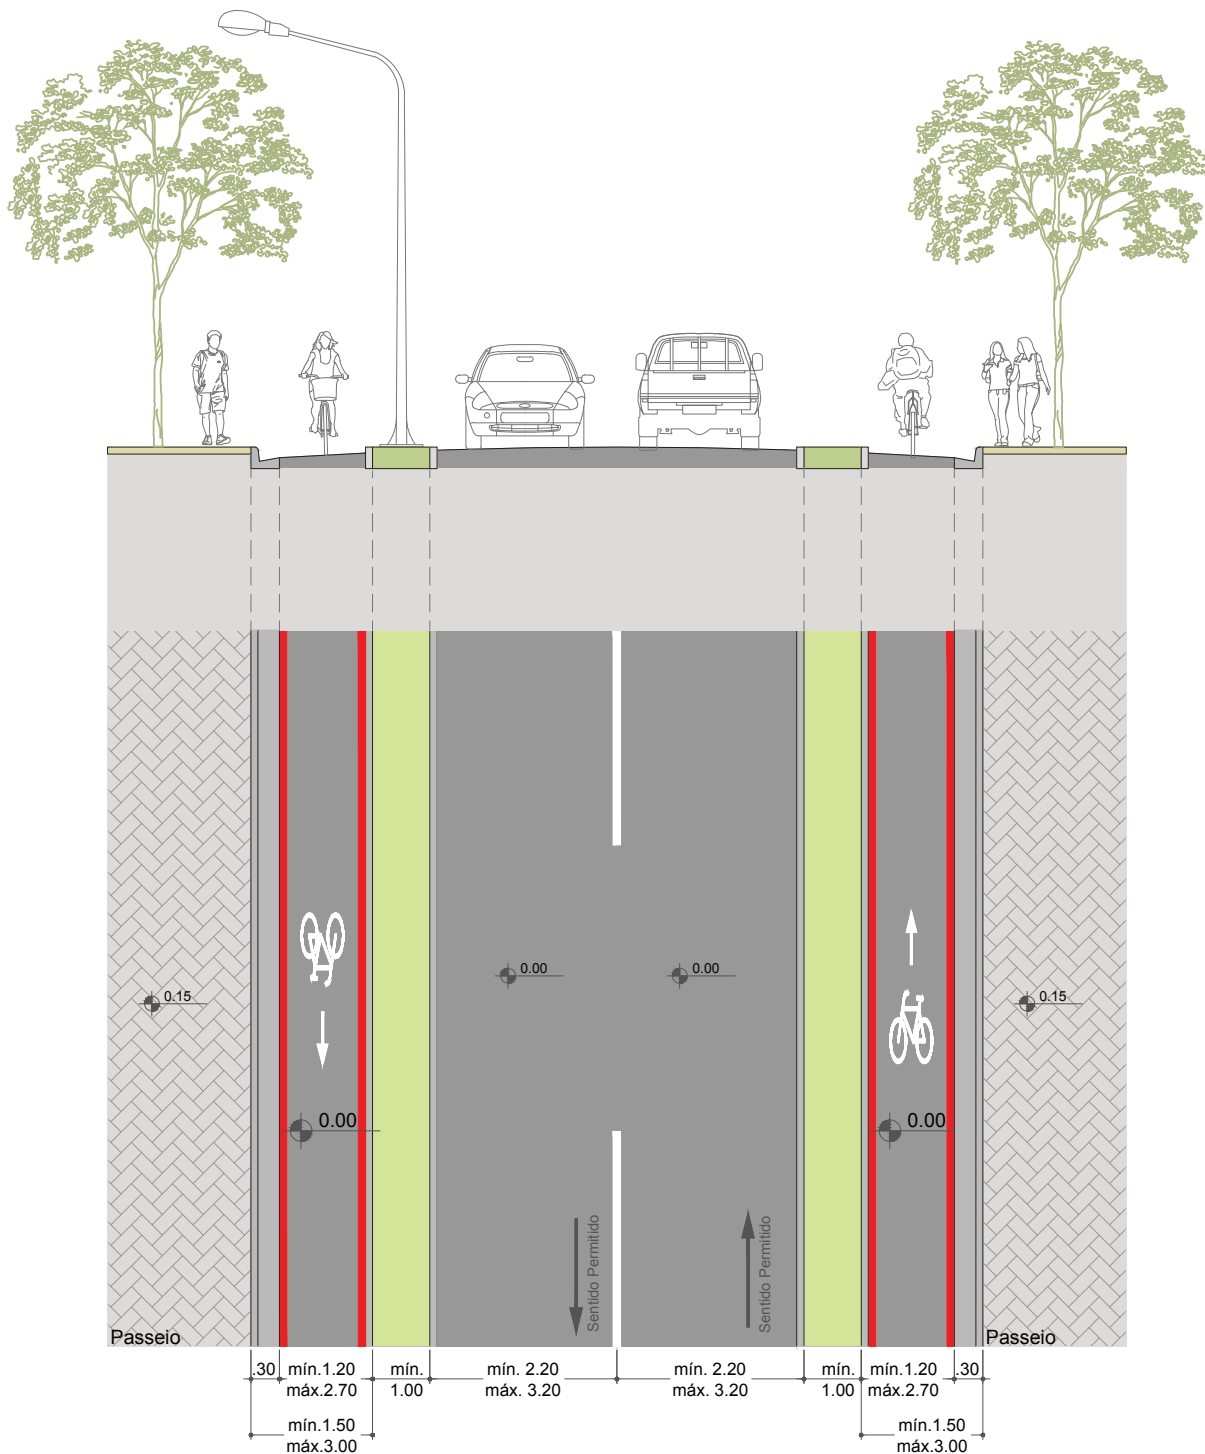 0.00
0.00
0.15
0.15
0.00
0.00
Sentido Permitido
Sentido Permitido
Passeio
Passeio
.30
mín.1.20
máx.2.70
mín.
1.00
mín. 2.20
máx. 3.20
mín. 2.20
máx. 3.20
mín.
1.00
mín.1.20
máx.2.70
.30
mín.1.50
máx.3.00
mín.1.50
máx.3.00